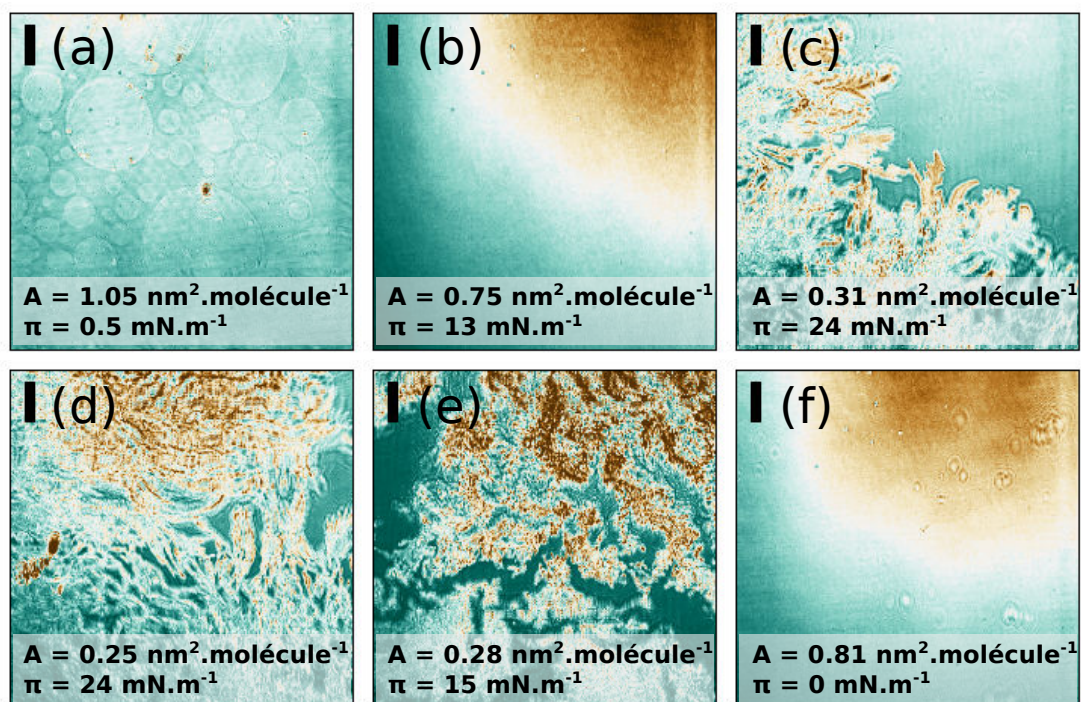 (a)
A = 1.05 nm².molécule⁻¹
π = 0.5 mN.m⁻¹
(b)
A = 0.75 nm².molécule⁻¹
π = 13 mN.m⁻¹
(c)
A = 0.31 nm².molécule⁻¹
π = 24 mN.m⁻¹
(d)
A = 0.25 nm².molécule⁻¹
π = 24 mN.m⁻¹
(e)
A = 0.28 nm².molécule⁻¹
π = 15 mN.m⁻¹
(f)
A = 0.81 nm².molécule⁻¹
π = 0 mN.m⁻¹